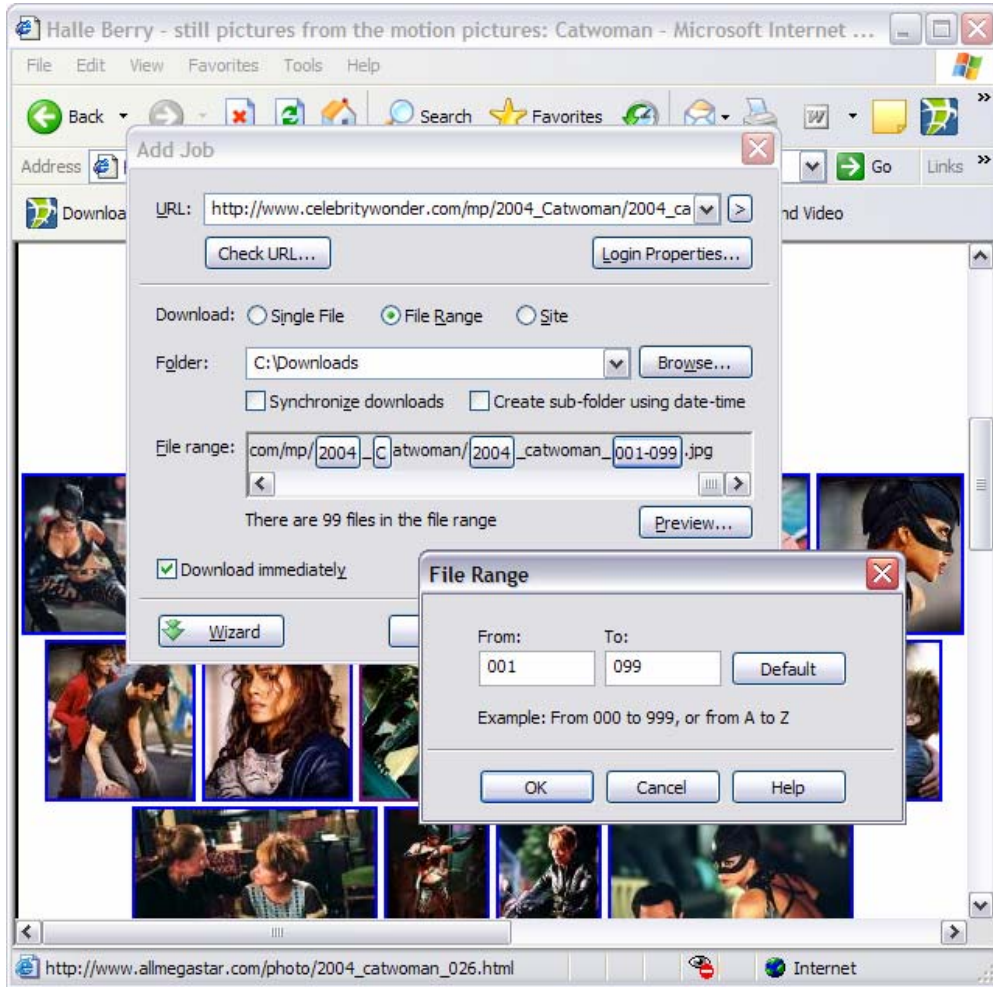 Halle Berry - still pictures from the motion pictures: Catwoman - Microsoft Internet ...
File Edit View Favorites Tools Help
Back Search Favorites
Address Go Links
Add Job
Downloa nd Video
URL: http://www.celebritywonder.com/mp/2004_Catwoman/2004_ca >
Check URL... Login Properties...
Download: Single File File Range Site
Folder: C:\Downloads Browse...
Synchronize downloads Create sub-folder using date-time
File range: com/mp/2004_Catwoman/2004_catwoman_001-099.jpg
There are 99 files in the file range Preview...
Download immediately
Wizard
File Range
From: To:
001 099 Default
Example: From 000 to 999, or from A to Z
OK Cancel Help
http://www.allmegastar.com/photo/2004_catwoman_026.html Internet